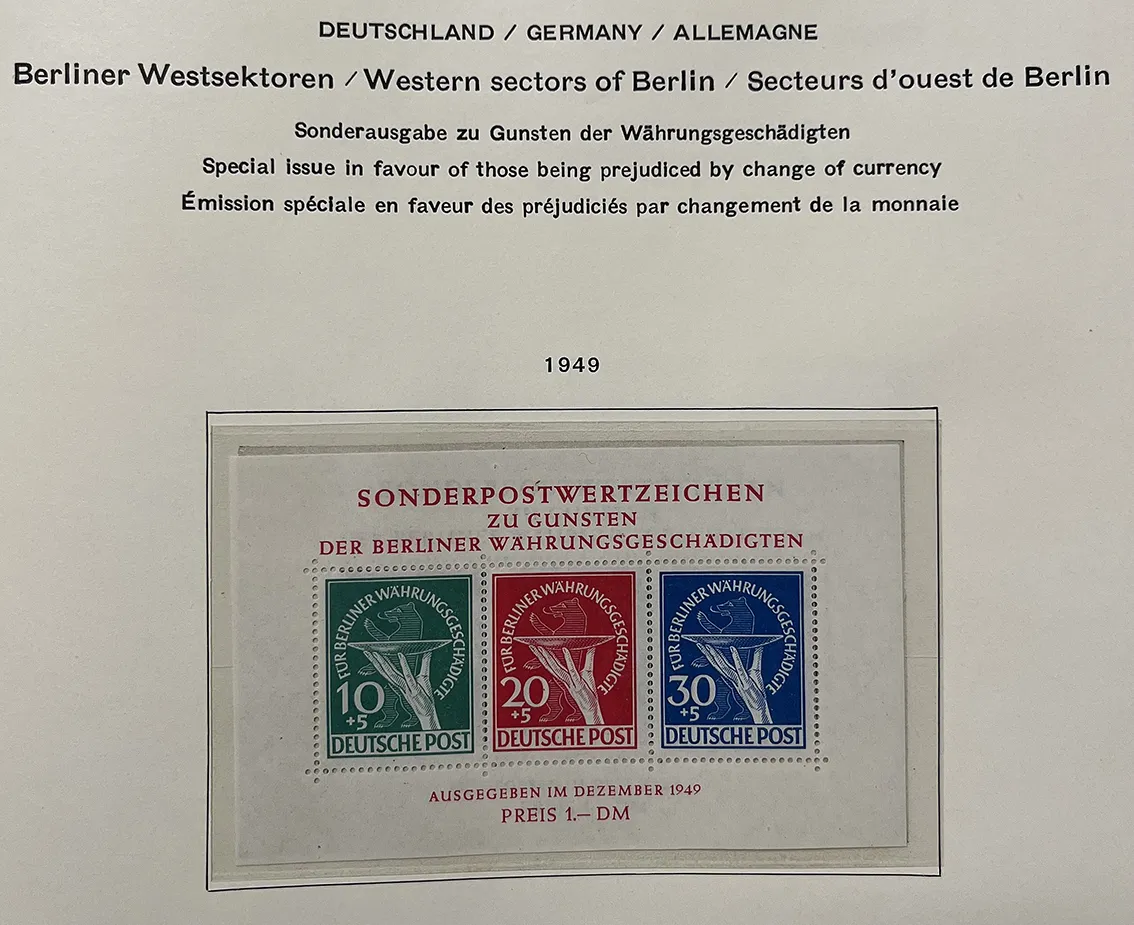 DEUTSCHLAND / GERMANY / ALLEMAGNE
Berliner Westsektoren / Western sectors of Berlin / Secteurs d'ouest de Berlin
Sonderausgabe zu Gunsten der Währungsgeschädigten
Special issue in favour of those being prejudiced by change of currency
Émission spéciale en faveur des préjudiciés par changement de la monnaie
1949
SONDERPOSTWERTZEICHEN
ZU GUNSTEN
DER BERLINER WÄHRUNGSGESCHÄDIGTEN
FÜR BERLINER WÄHRUNGSGESCHÄDIGTE
10
+5
DEUTSCHE POST
FÜR BERLINER WÄHRUNGSGESCHÄDIGTE
20
+5
DEUTSCHE POST
FÜR BERLINER WÄHRUNGSGESCHÄDIGTE
30
+5
DEUTSCHE POST
AUSGEGEBEN IM DEZEMBER 1949
PREIS 1.— DM